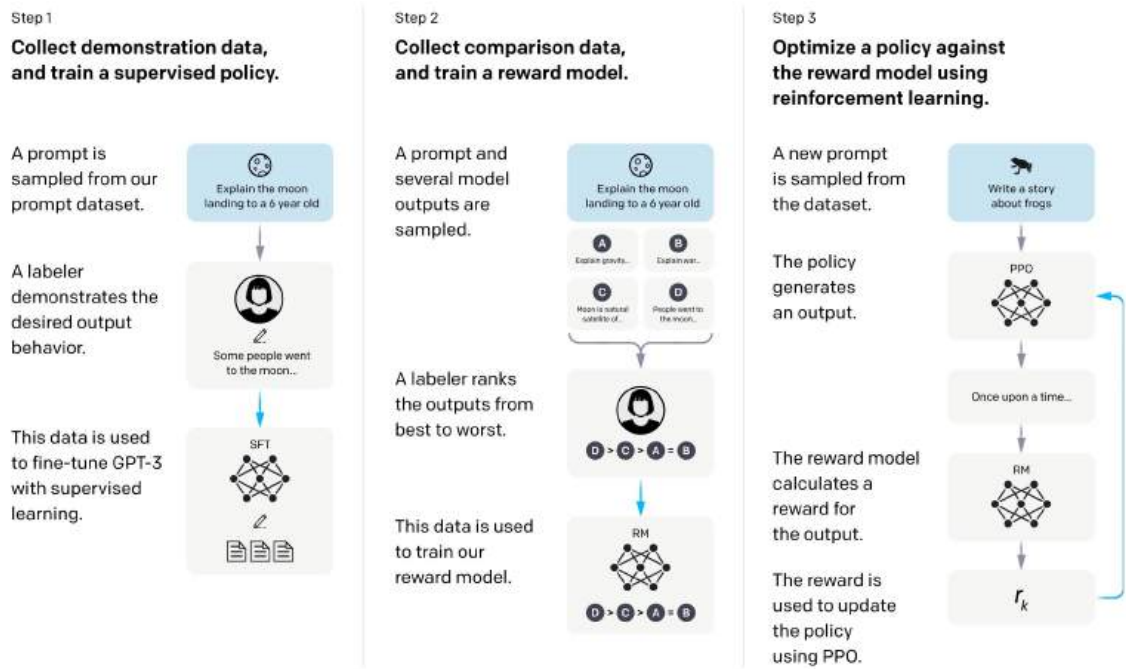 Step 1
Collect demonstration data,
and train a supervised policy.
A prompt is
sampled from our
prompt dataset.
Explain the moon
landing to a 6 year old
A labeler
demonstrates the
desired output
behavior.
Some people went
to the moon...
This data is used
to fine-tune GPT-3
with supervised
learning.
SFT
Step 2
Collect comparison data,
and train a reward model.
A prompt and
several model
outputs are
sampled.
Explain the moon
landing to a 6 year old
A
Explain gravity...
B
Explain war...
C
Moon is natural
satellite of...
D
People went to
the moon...
A labeler ranks
the outputs from
best to worst.
D > C > A = B
This data is used
to train our
reward model.
RM
D > C > A = B
Step 3
Optimize a policy against
the reward model using
reinforcement learning.
A new prompt
is sampled from
the dataset.
Write a story
about frogs
The policy
generates
an output.
PPO
Once upon a time...
The reward model
calculates a
reward for
the output.
RM
The reward is
used to update
the policy
using PPO.
rₖ